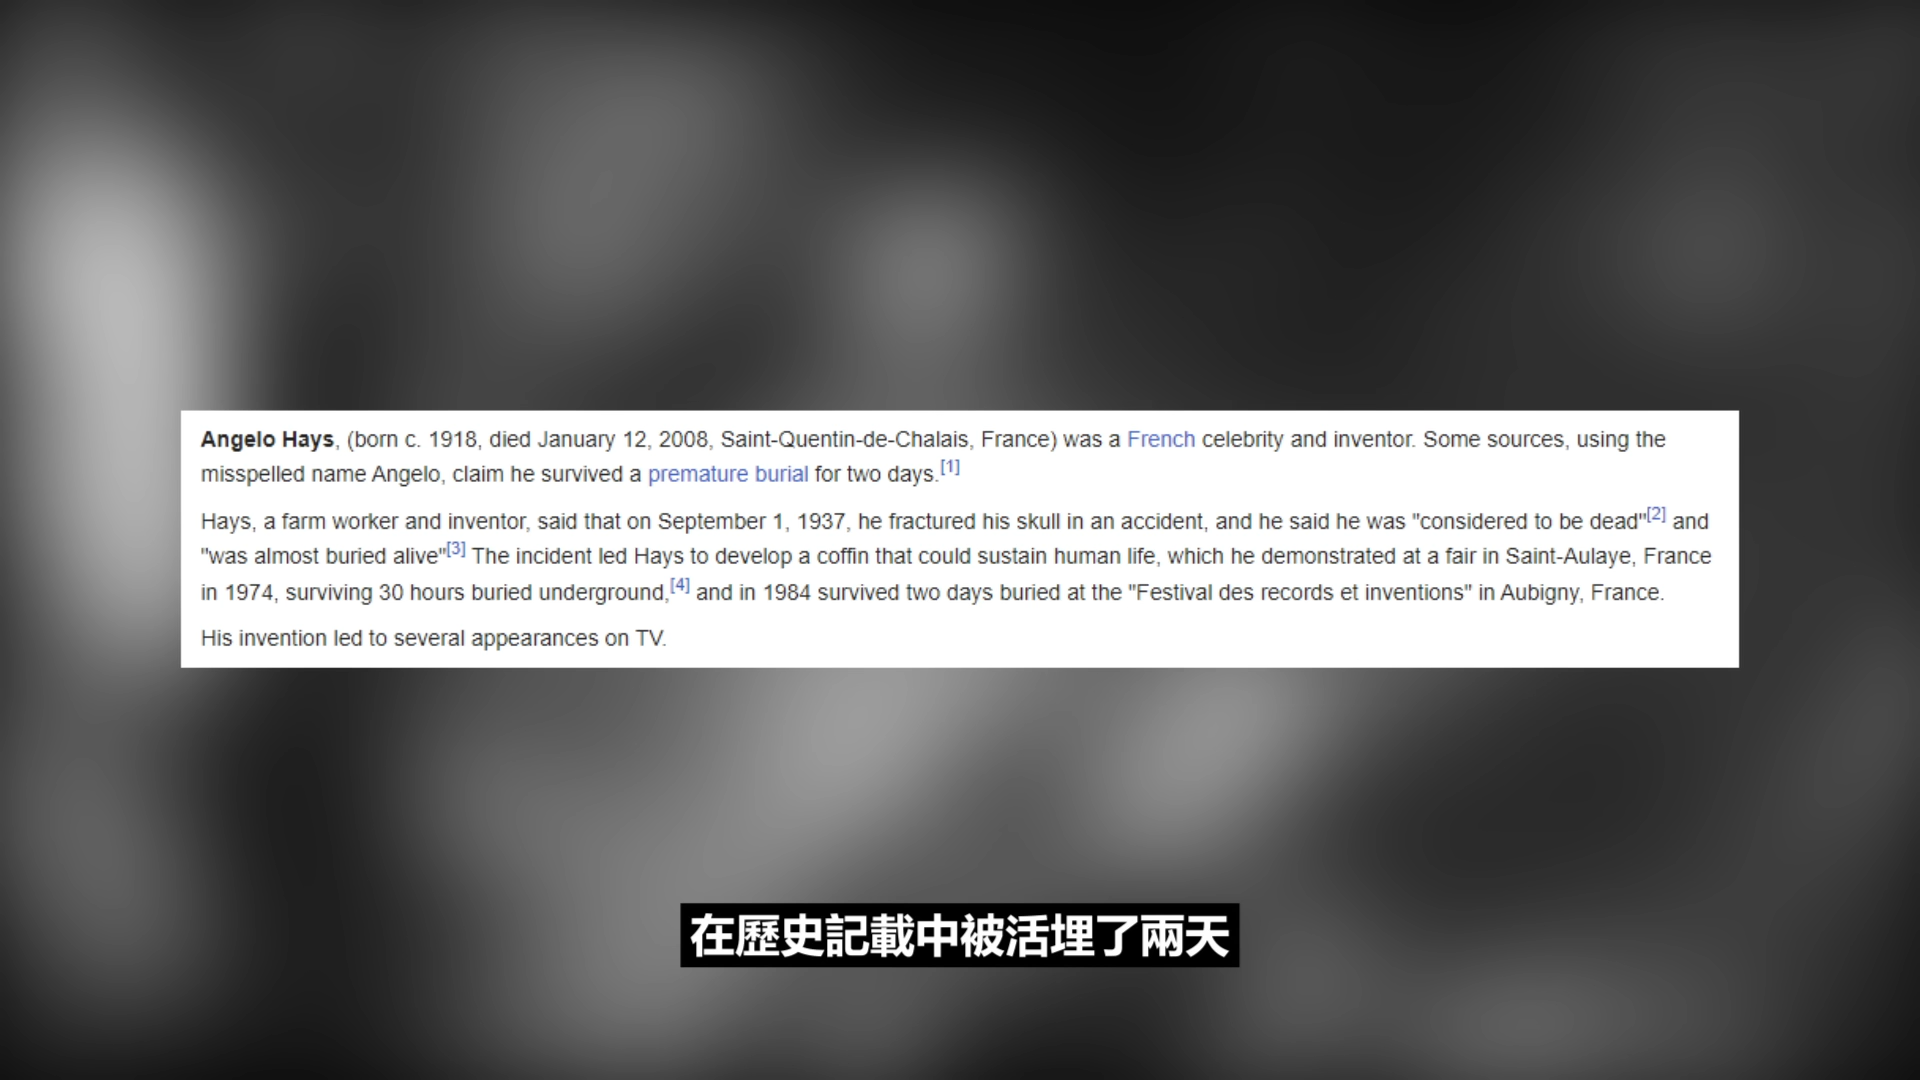 Angelo Hays, (born c. 1918, died January 12, 2008, Saint-Quentin-de-Chalais, France) was a French celebrity and inventor. Some sources, using the
misspelled name Angelo, claim he survived a premature burial for two days.[1]
Hays, a farm worker and inventor, said that on September 1, 1937, he fractured his skull in an accident, and he said he was "considered to be dead"[2] and
"was almost buried alive"[3] The incident led Hays to develop a coffin that could sustain human life, which he demonstrated at a fair in Saint-Aulaye, France
in 1974, surviving 30 hours buried underground,[4] and in 1984 survived two days buried at the "Festival des records et inventions" in Aubigny, France.
His invention led to several appearances on TV.
在歷史記載中被活埋了兩天